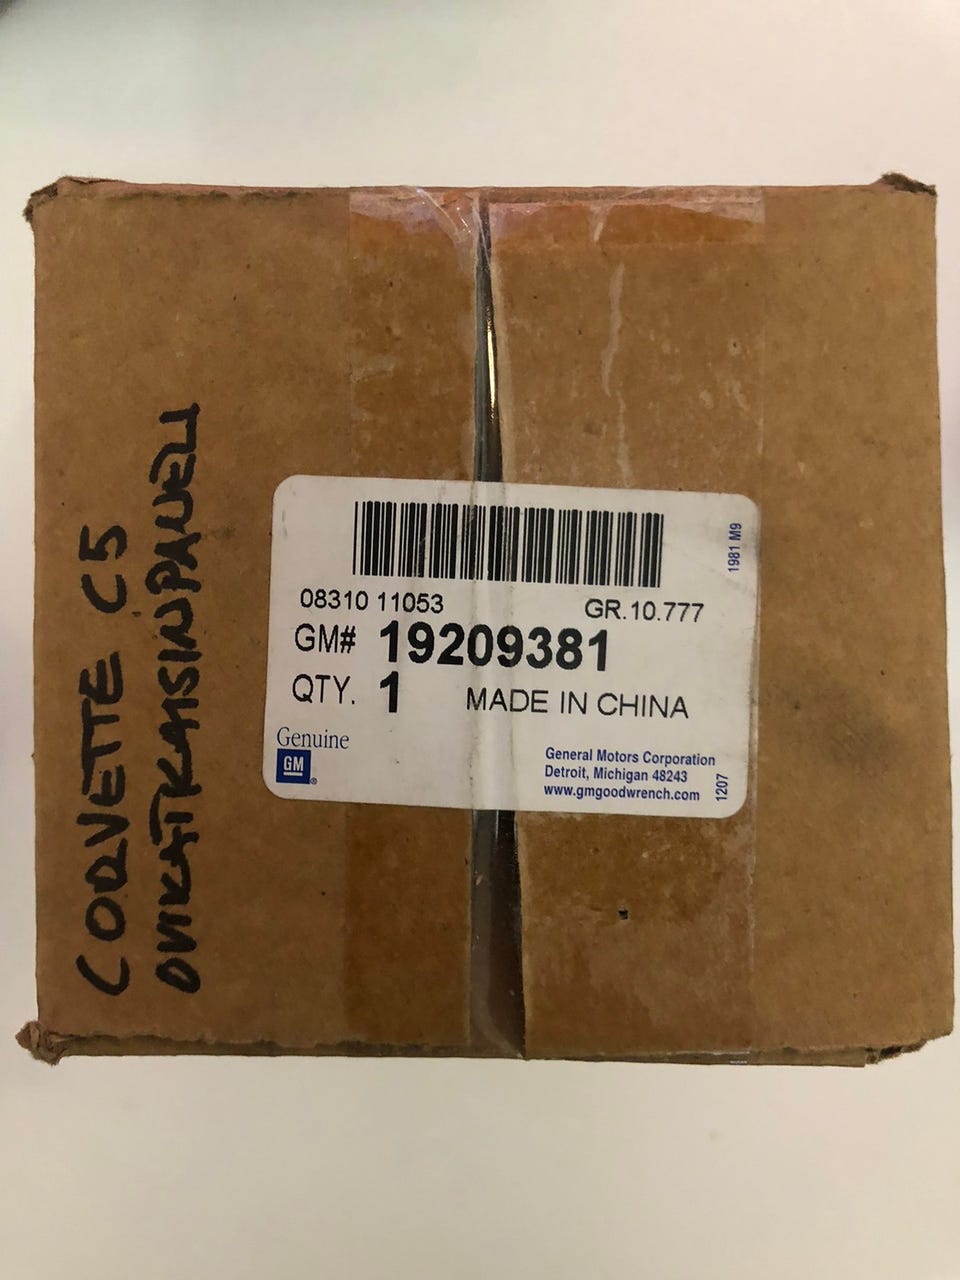 CORVETTE C5
OVIKATKAISINPANELI
1981 M9
08310 11053
GR.10.777
GM# 19209381
QTY. 1 MADE IN CHINA
Genuine
GM®
General Motors Corporation
Detroit, Michigan 48243
www.gmgoodwrench.com
1207